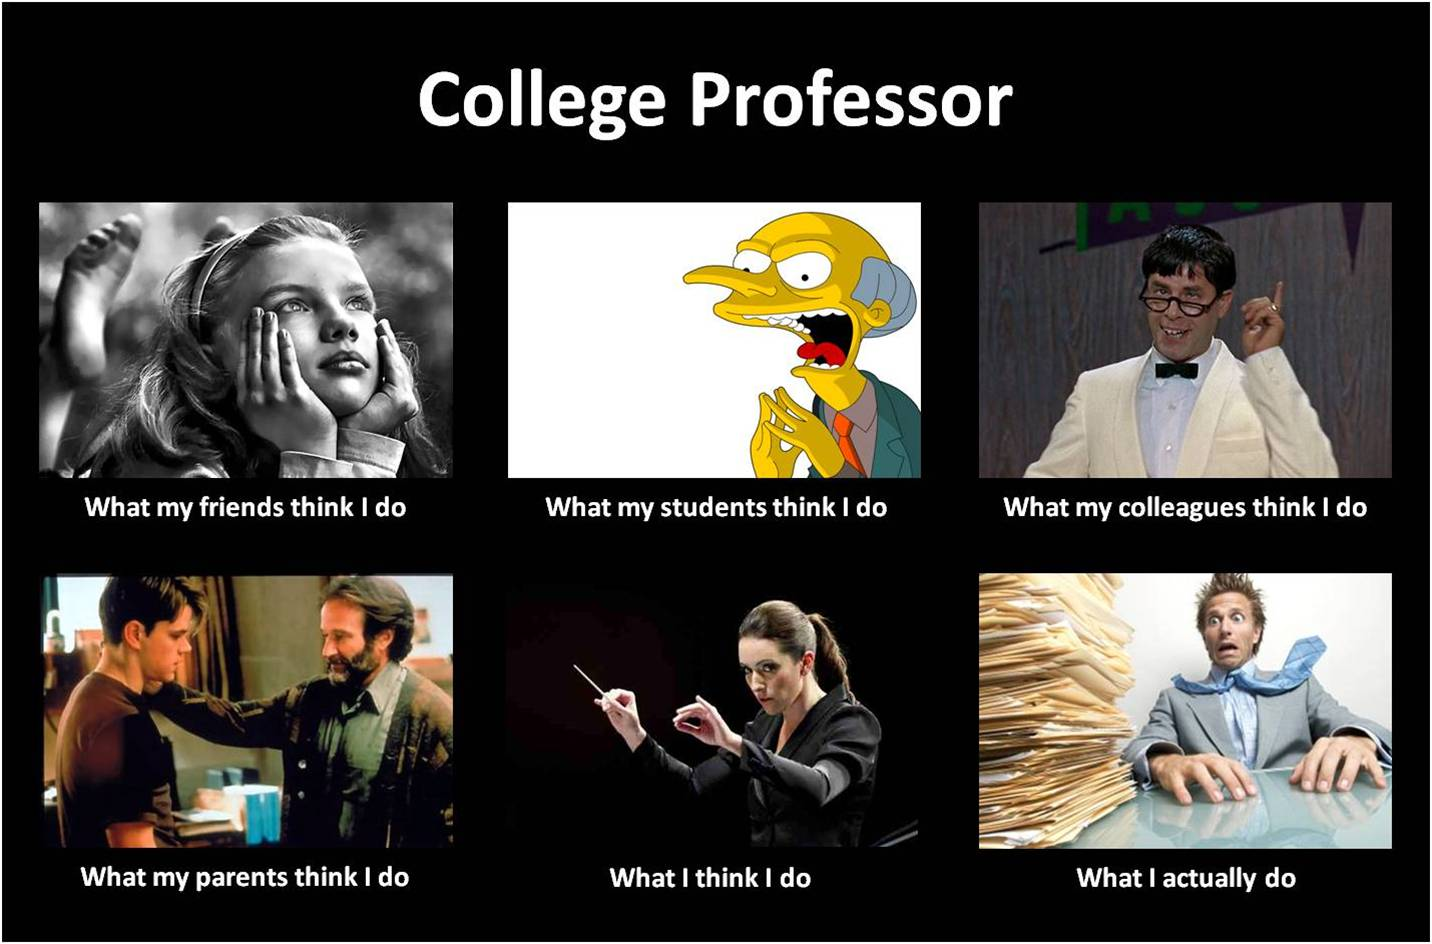 College Professor
What my friends think I do
What my students think I do
What my colleagues think I do
What my parents think I do
What I think I do
What I actually do